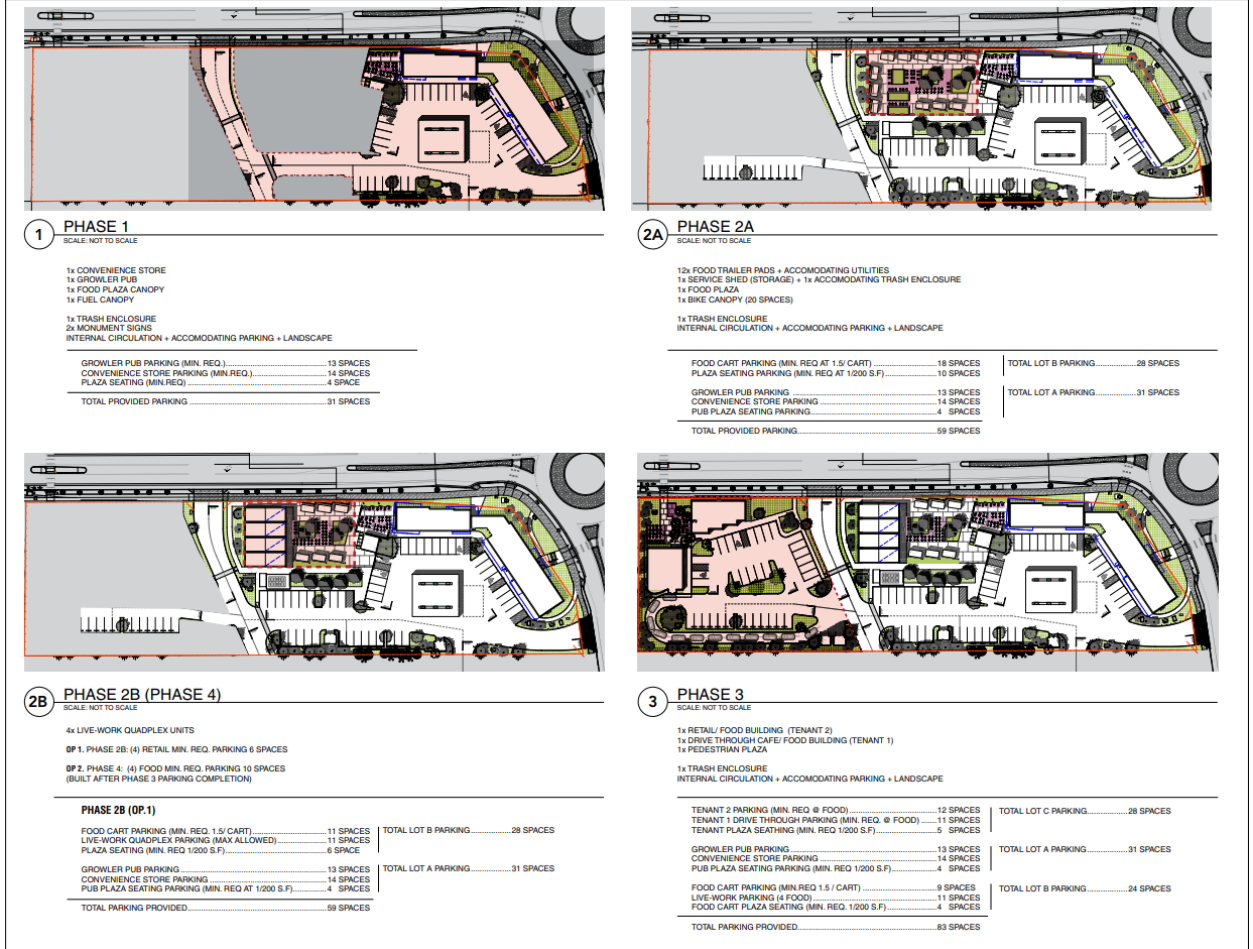 1
PHASE 1
SCALE: NOT TO SCALE
1x CONVENIENCE STORE
1x GROWLER PUB
1x FOOD PLAZA CANOPY
1x FUEL CANOPY
1x TRASH ENCLOSURE
2x MONUMENT SIGNS
INTERNAL CIRCULATION + ACCOMODATING PARKING + LANDSCAPE
GROWLER PUB PARKING (MIN. REQ.) 13 SPACES
CONVENIENCE STORE PARKING (MIN.REQ.) 14 SPACES
PLAZA SEATING (MIN.REQ) 4 SPACE
TOTAL PROVIDED PARKING 31 SPACES
2A
PHASE 2A
SCALE: NOT TO SCALE
12x FOOD TRAILER PADS + ACCOMODATING UTILITIES
1x SERVICE SHED (STORAGE) + 1x ACCOMODATING TRASH ENCLOSURE
1x FOOD PLAZA
1x BIKE CANOPY (20 SPACES)
1x TRASH ENCLOSURE
INTERNAL CIRCULATION + ACCOMODATING PARKING + LANDSCAPE
FOOD CART PARKING (MIN. REQ AT 1.5/ CART) 18 SPACES
PLAZA SEATING PARKING (MIN. REQ AT 1/200 S.F) 10 SPACES
TOTAL LOT B PARKING 28 SPACES
GROWLER PUB PARKING 13 SPACES
CONVENIENCE STORE PARKING 14 SPACES
PUB PLAZA SEATING PARKING 4 SPACES
TOTAL LOT A PARKING 31 SPACES
TOTAL PROVIDED PARKING 59 SPACES
2B
PHASE 2B (PHASE 4)
SCALE: NOT TO SCALE
4x LIVE-WORK QUADPLEX UNITS
OP 1. PHASE 2B: (4) RETAIL MIN. REQ. PARKING 6 SPACES
OP 2. PHASE 4: (4) FOOD MIN. REQ. PARKING 10 SPACES
(BUILT AFTER PHASE 3 PARKING COMPLETION)
PHASE 2B (OP.1)
FOOD CART PARKING (MIN. REQ. 1.5/ CART) 11 SPACES
LIVE-WORK QUADPLEX PARKING (MAX ALLOWED) 11 SPACES
PLAZA SEATING (MIN. REQ 1/200 S.F) 6 SPACE
TOTAL LOT B PARKING 28 SPACES
GROWLER PUB PARKING 13 SPACES
CONVENIENCE STORE PARKING 14 SPACES
PUB PLAZA SEATING PARKING (MIN. REQ AT 1/200 S.F) 4 SPACES
TOTAL LOT A PARKING 31 SPACES
TOTAL PARKING PROVIDED 59 SPACES
3
PHASE 3
SCALE: NOT TO SCALE
1x RETAIL/ FOOD BUILDING (TENANT 2)
1x DRIVE THROUGH CAFE/ FOOD BUILDING (TENANT 1)
1x PEDESTRIAN PLAZA
1x TRASH ENCLOSURE
INTERNAL CIRCULATION + ACCOMODATING PARKING + LANDSCAPE
TENANT 2 PARKING (MIN. REQ @ FOOD) 12 SPACES
TENANT 1 DRIVE THROUGH PARKING (MIN. REQ. @ FOOD) 11 SPACES
TENANT PLAZA SEATHING (MIN. REQ 1/200 S.F) 5 SPACES
TOTAL LOT C PARKING 28 SPACES
GROWLER PUB PARKING 13 SPACES
CONVENIENCE STORE PARKING 14 SPACES
PUB PLAZA SEATING PARKING (MIN. REQ 1/200 S.F) 4 SPACES
TOTAL LOT A PARKING 31 SPACES
FOOD CART PARKING (MIN.REQ 1.5 / CART) 9 SPACES
LIVE-WORK PARKING (4 FOOD) 11 SPACES
FOOD CART PLAZA SEATING (MIN. REQ. 1/200 S.F) 4 SPACES
TOTAL LOT B PARKING 24 SPACES
TOTAL PARKING PROVIDED 83 SPACES